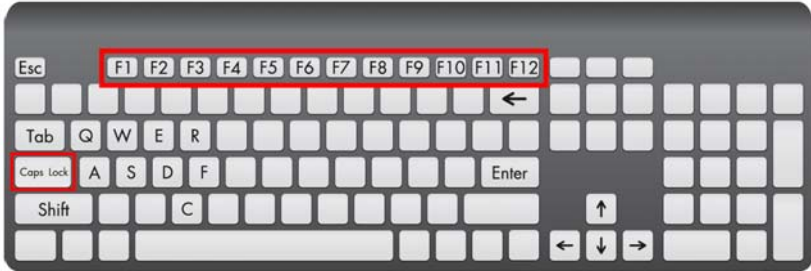 Esc F1 F2 F3 F4 F5 F6 F7 F8 F9 F10 F11 F12
←
Tab Q W E R
Caps Lock A S D F Enter
Shift C ↑
← ↓ →